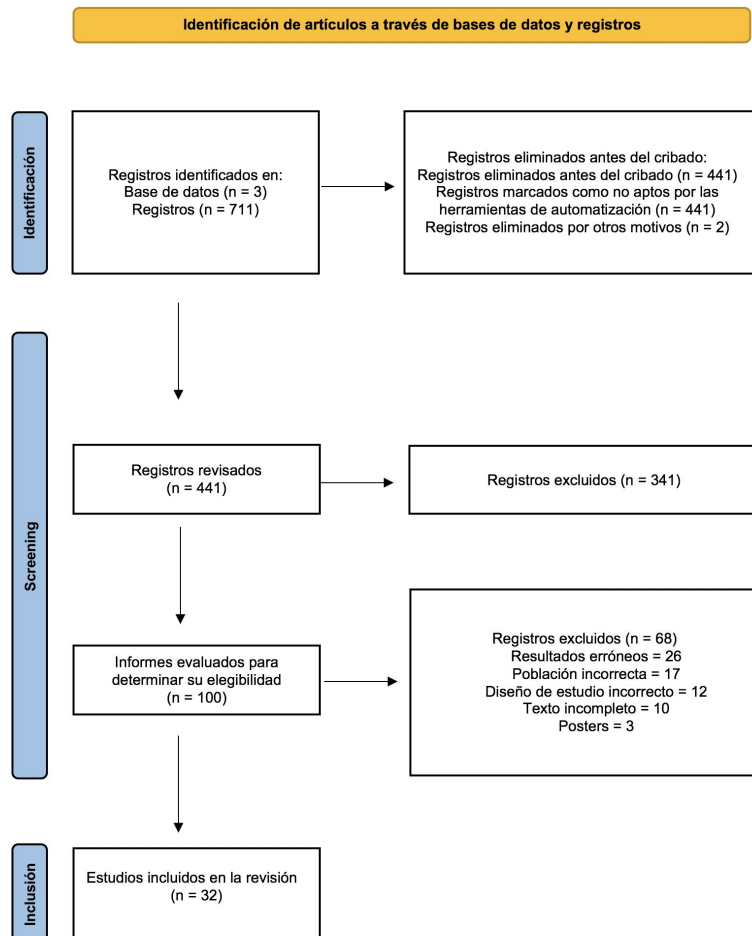 Identificación de artículos a través de bases de datos y registros
Identificación
Registros identificados en:
Base de datos (n = 3)
Registros (n = 711)
Registros eliminados antes del cribado:
Registros eliminados antes del cribado (n = 441)
Registros marcados como no aptos por las
herramientas de automatización (n = 441)
Registros eliminados por otros motivos (n = 2)
Screening
Registros revisados
(n = 441)
Registros excluidos (n = 341)
Informes evaluados para
determinar su elegibilidad
(n = 100)
Registros excluidos (n = 68)
Resultados erróneos = 26
Población incorrecta = 17
Diseño de estudio incorrecto = 12
Texto incompleto = 10
Posters = 3
Inclusión
Estudios incluidos en la revisión
(n = 32)